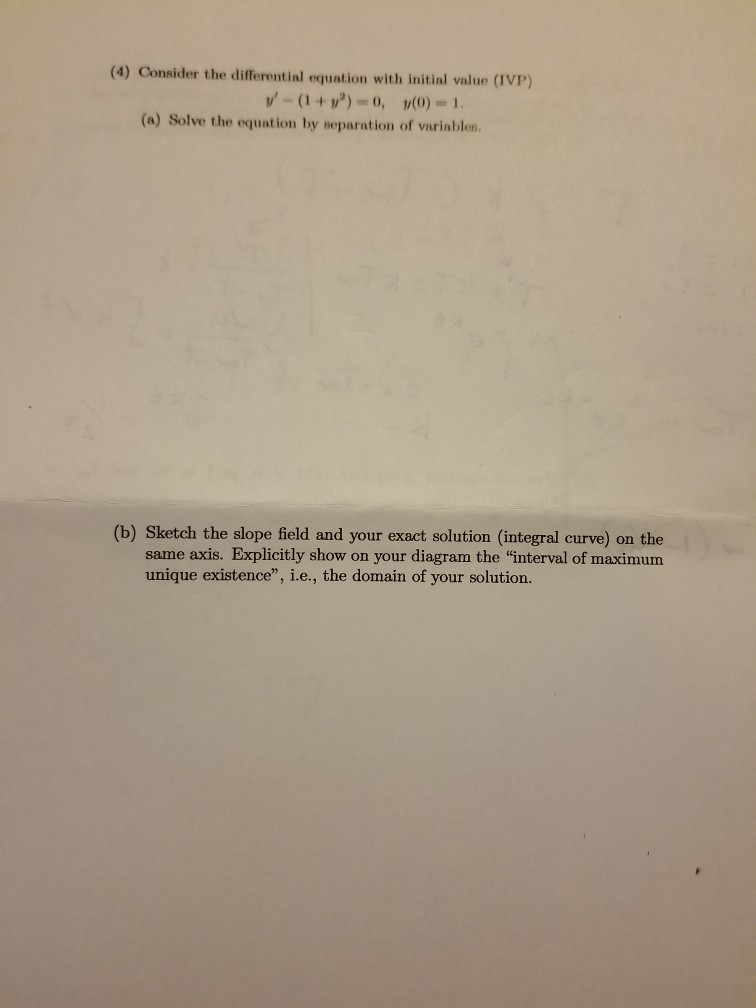 (4) Consider the differential equation with initial value (IVP)
y′ − (1 + y²) = 0, y(0) = 1.
(a) Solve the equation by separation of variables.
(b) Sketch the slope field and your exact solution (integral curve) on the
same axis. Explicitly show on your diagram the “interval of maximum
unique existence”, i.e., the domain of your solution.